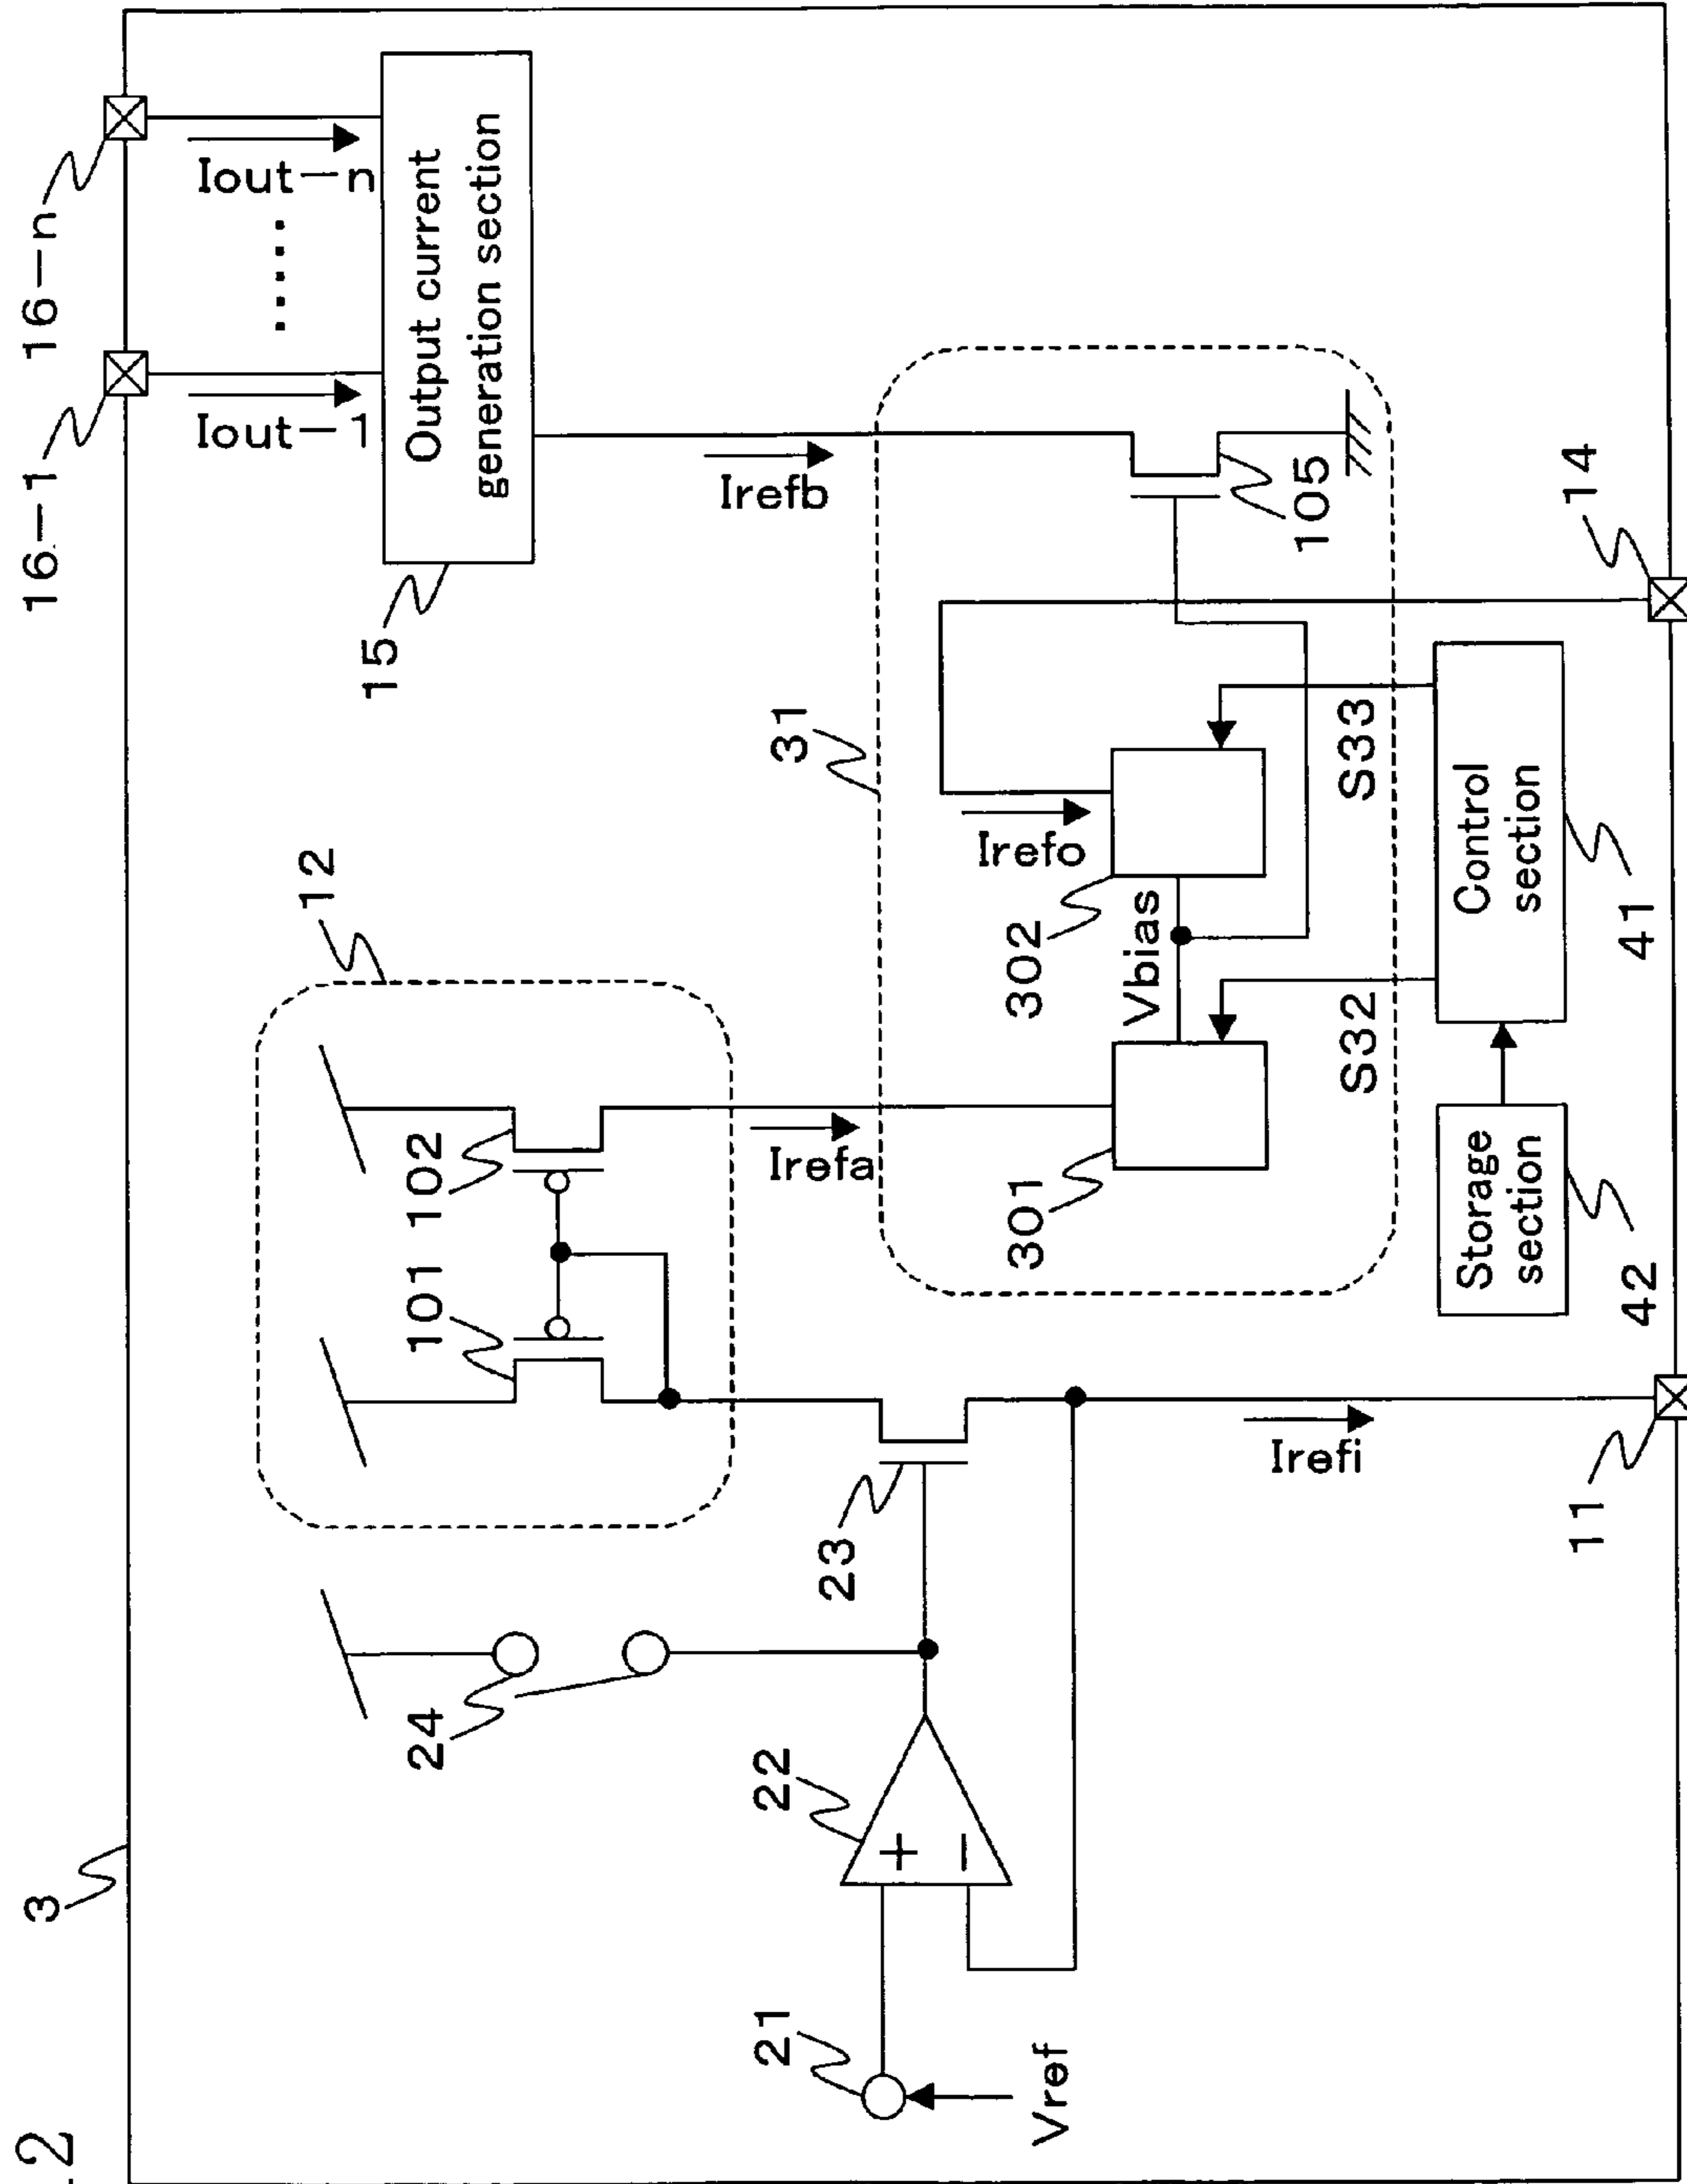 .2
3
16-1
16-n
Iout-1
Iout-n
Output current
generation section
15
12
101
102
24
22
+
−
21
Vref
23
Irefa
Irefb
31
301
302
Vbias
Irefo
105
S32
S33
Irefi
11
Storage
section
42
Control
section
41
14